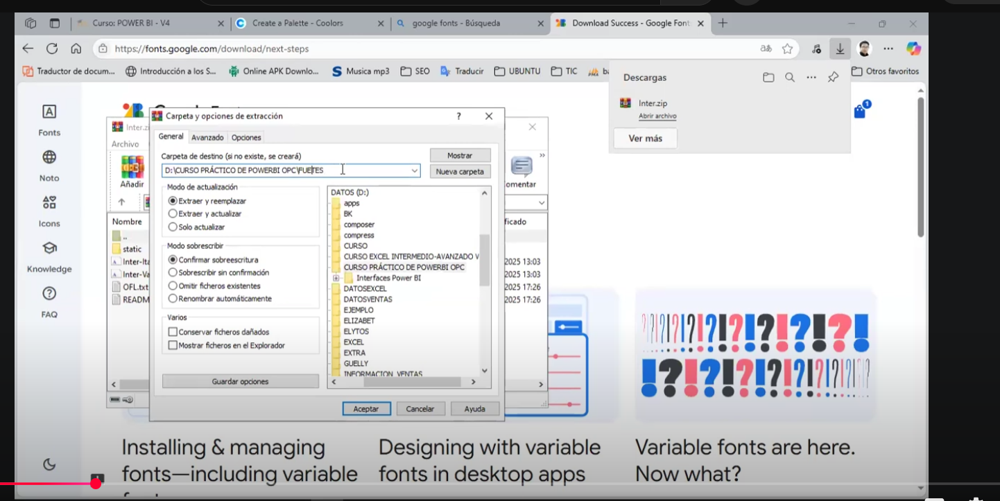 Curso: POWER BI - V4
Create a Palette - Coolors
google fonts - Búsqueda
Download Success - Google Font
https://fonts.google.com/download/next-steps
Traductor de docum...
Introducción a los S...
Online APK Downlo...
Musica mp3
SEO
Traducir
UBUNTU
TIC
ba
Otros favoritos
Descargas
Inter.zip
Abrir archivo
Ver más
Fonts
Noto
Icons
Knowledge
FAQ
1
Inter.z
Archivo
Añadir
omentar
Nombre
ficado
..
static
Inter-Ita
2025 13:03
Inter-Va
2025 13:03
OFL.txt
2025 17:26
READM
2025 17:26
Carpeta y opciones de extracción
General
Avanzado
Opciones
Carpeta de destino (si no existe, se creará)
Mostrar
D:\CURSO PRÁCTICO DE POWERBI OPC\FUETES
Nueva carpeta
Modo de actualización
Extraer y reemplazar
Extraer y actualizar
Solo actualizar
Modo sobrescribir
Confirmar sobreescritura
Sobrescribir sin confirmación
Omitir ficheros existentes
Renombrar automáticamente
Varios
Conservar ficheros dañados
Mostrar ficheros en el Explorador
Guardar opciones
DATOS (D:)
apps
BK
composer
compress
CURSO
CURSO EXCEL INTERMEDIO-AVANZADO V
CURSO PRÁCTICO DE POWERBI OPC
Interfaces Power BI
DATOSEXCEL
DATOSVENTAS
EJEMPLO
ELIZABET
ELYTOS
EXCEL
EXTRA
GUELLY
INFORMACION_VENTAS
Aceptar
Cancelar
Ayuda
Installing & managing
fonts—including variable
Designing with variable
fonts in desktop apps
Variable fonts are here.
Now what?